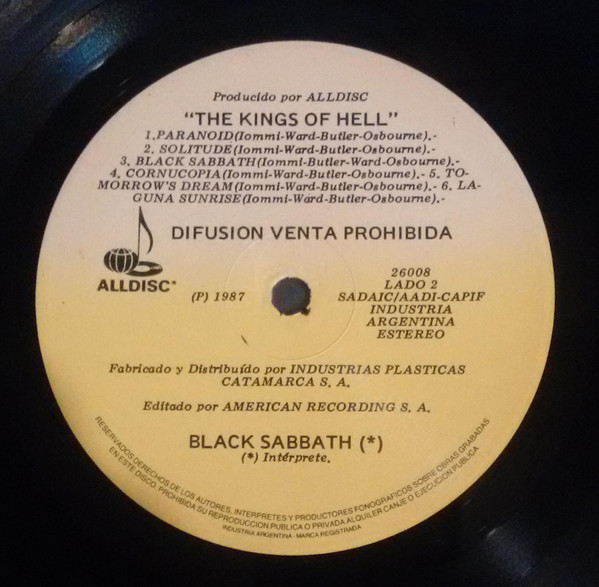 Producido por ALLDISC
"THE KINGS OF HELL"
1.PARANOID(Iommi-Ward-Butler-Osbourne).-
2. SOLITUDE(Iommi-Ward-Butler-Osbourne).-
3. BLACK SABBATH(Iommi-Butler-Ward-Osbourne).-
4. CORNUCOPIA(Iommi-Ward-Butler-Osbourne).- 5. TO-
MORROW'S DREAM(Iommi-Ward-Butler-Osbourne).- 6. LA-
GUNA SUNRISE(Iommi-Ward-Butler-Osbourne).-
DIFUSION VENTA PROHIBIDA
ALLDISC
(P) 1987
26008
LADO 2
SADAIC/AADI-CAPIF
INDUSTRIA
ARGENTINA
ESTEREO
Fabricado y Distribuído por INDUSTRIAS PLASTICAS
CATAMARCA S. A.
Editado por AMERICAN RECORDING S. A.
BLACK SABBATH (*)
(*) Intérprete.
RESERVADOS DERECHOS DE LOS AUTORES, INTERPRETES Y PRODUCTORES FONOGRAFICOS SOBRE OBRAS GRABADAS
EN ESTE DISCO. PROHIBIDA SU REPRODUCCION PUBLICA O PRIVADA ALQUILER CANJE O EJECUCION PUBLICA
INDUSTRIA ARGENTINA - MARCA REGISTRADA